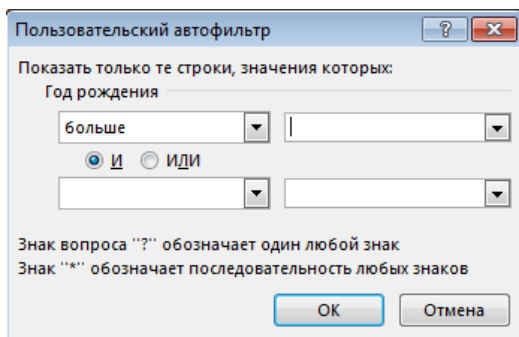 Пользовательский автофильтр
Показать только те строки, значения которых:
Год рождения
больше
И ИЛИ
Знак вопроса "?" обозначает один любой знак
Знак "*" обозначает последовательность любых знаков
ОК Отмена